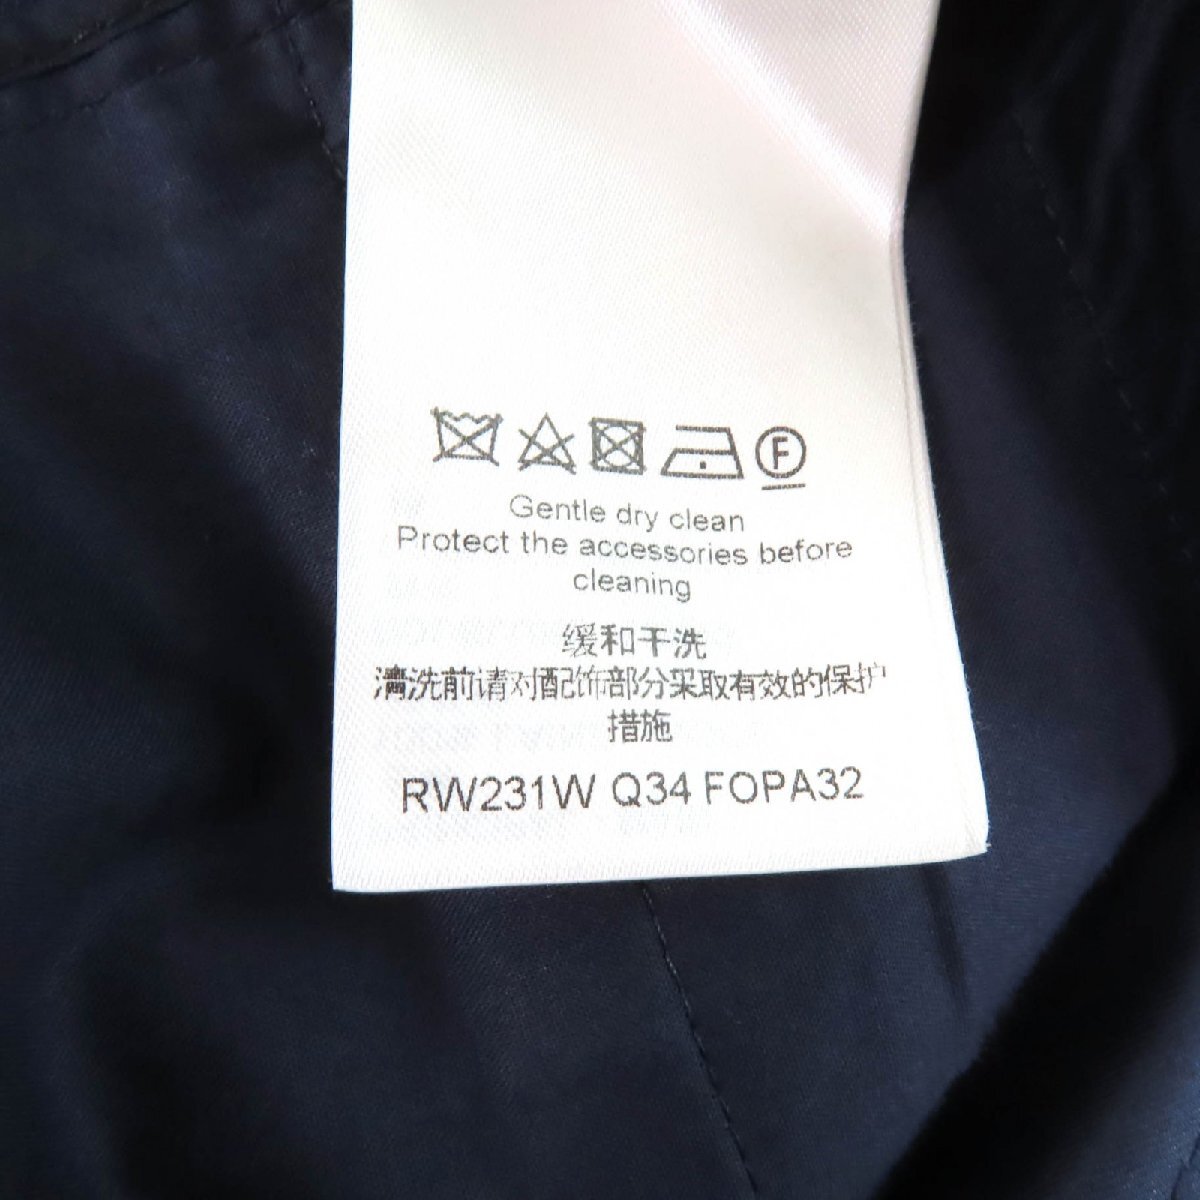 F
Gentle dry clean
Protect the accessories before
cleaning
缓和干洗
清洗前请对配饰部分采取有效的保护
措施
RW231W Q34 FOPA32